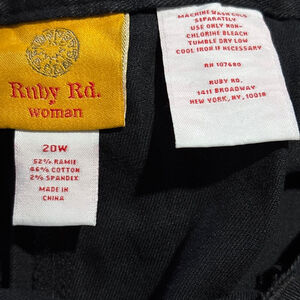 Ruby Rd.
woman
20W
52% RAMIE
46% COTTON
2% SPANDEX
MADE IN
CHINA
MACHINE WASH COLD
SEPARATELY
USE ONLY NON-
CHLORINE BLEACH
TUMBLE DRY LOW
COOL IRON IF NECESSARY
RN 107680
RUBY RD.
1411 BROADWAY
NEW YORK, NY, 10018